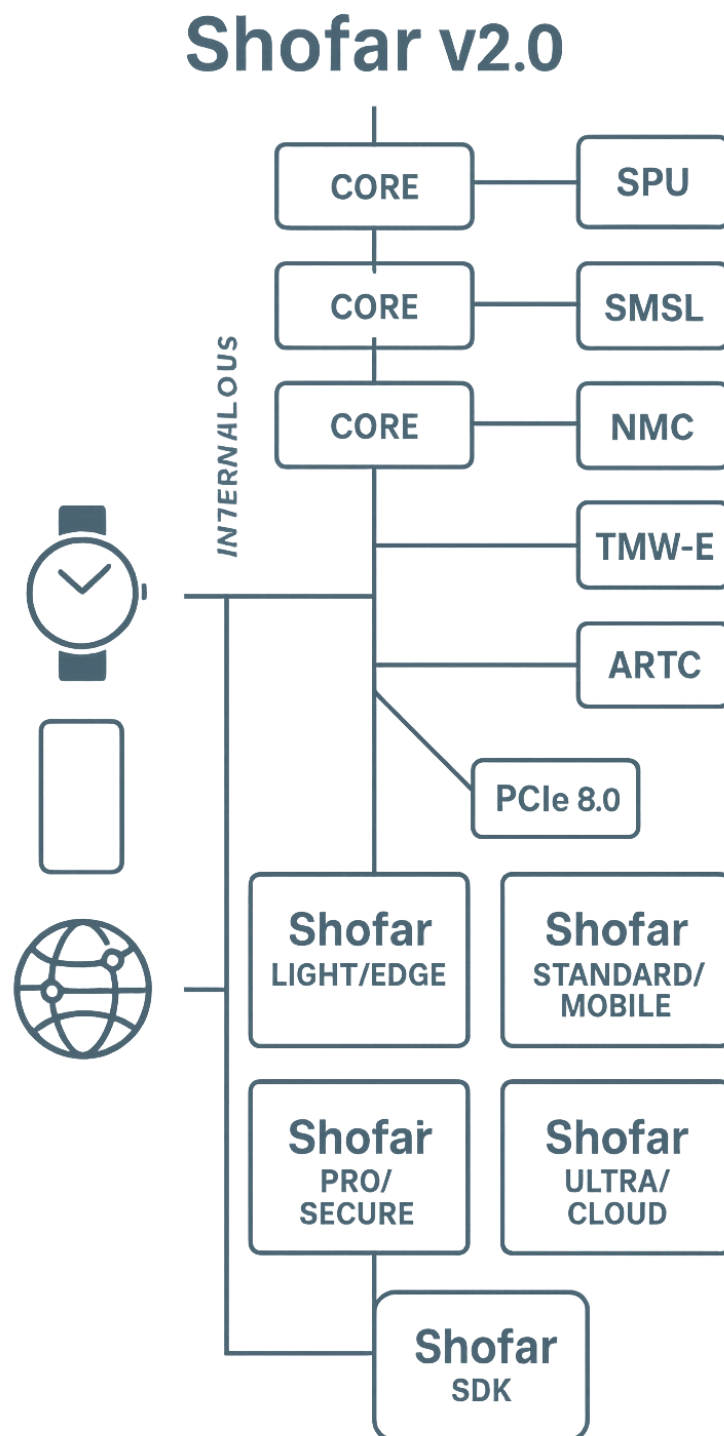 Shofar v2.0
CORE
SPU
CORE
SMSL
INTERNALOUS
CORE
NMC
TMW-E
ARTC
PCIe 8.0
Shofar
LIGHT/EDGE
Shofar
STANDARD/
MOBILE
Shofar
PRO/
SECURE
Shofar
ULTRA/
CLOUD
Shofar
SDK